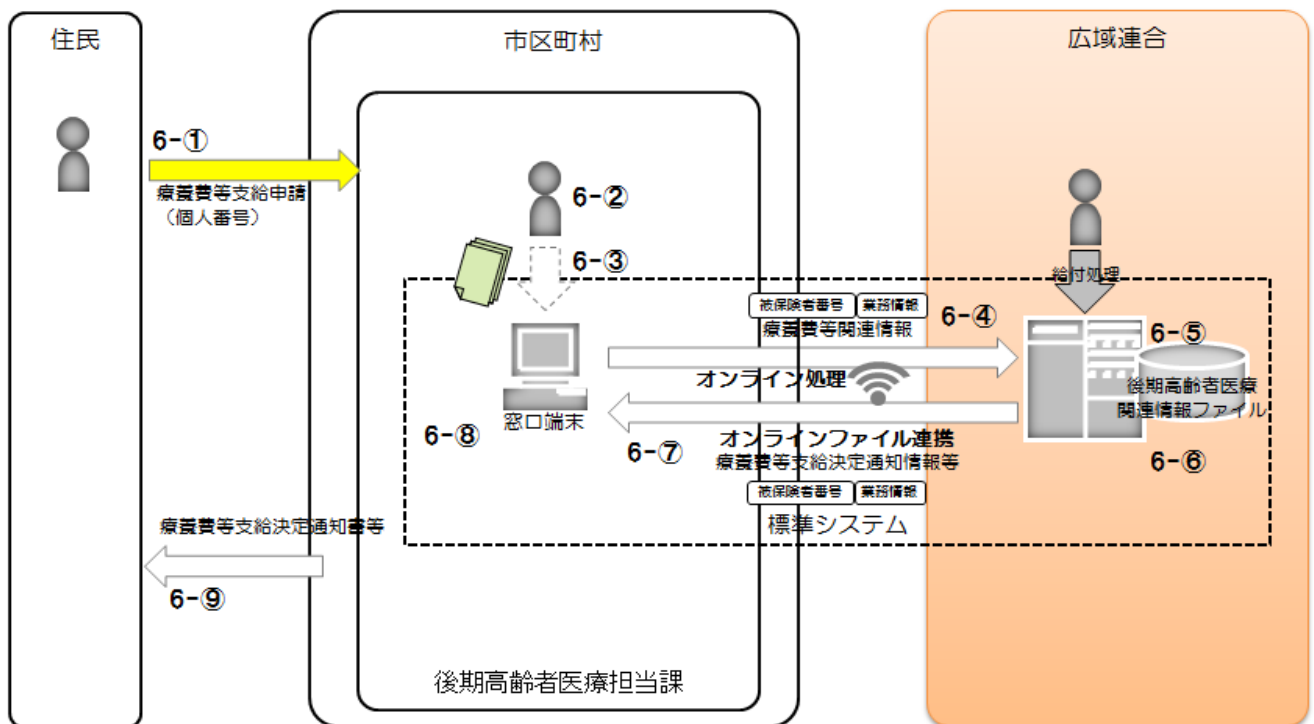 住民
市区町村
広域連合
6-①
療養費等支給申請
（個人番号）
6-②
6-③
給付処理
被保険者番号 業務情報
療養費等関連情報
6-④
6-⑤
オンライン処理
後期高齢者医療
関連情報ファイル
窓口端末
6-⑧
6-⑦
オンラインファイル連携
療養費等支給決定通知情報等
6-⑥
被保険者番号 業務情報
標準システム
療養費等支給決定通知書等
6-⑨
後期高齢者医療担当課